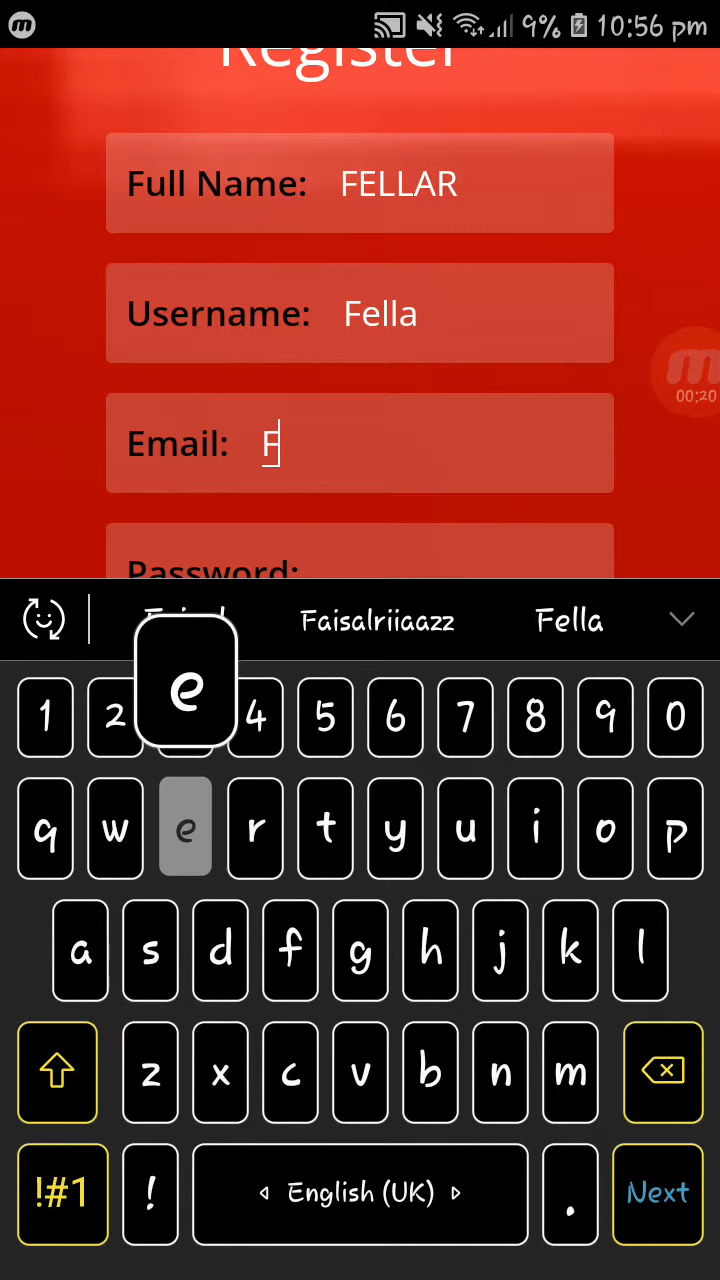 9% 10:56 pm
Register
Full Name: FELLAR
Username: Fella
00:20
Email: F
Password:
Faisalriiaazz Fella
e
1 2 4 5 6 7 8 9 0
q w e r t y u i o p
a s d f g h j k l
z x c v b n m
!#1 ! English (UK) . Next